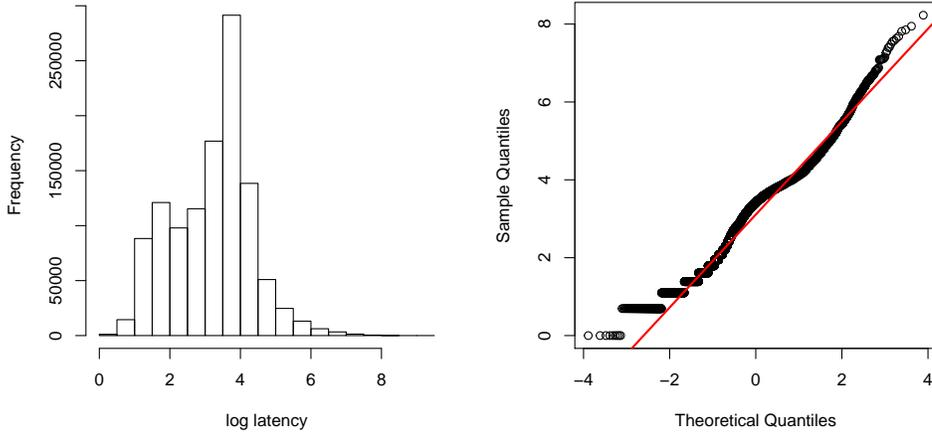 Frequency
0 50000 150000 250000
0 2 4 6 8
log latency
Sample Quantiles
0 2 4 6 8
−4 −2 0 2 4
Theoretical Quantiles